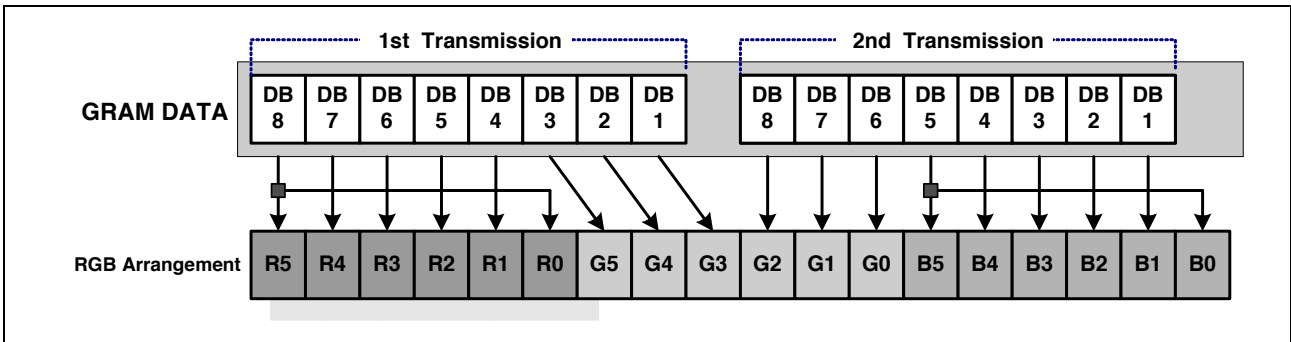 1st Transmission 2nd Transmission
GRAM DATA DB 8 DB 7 DB 6 DB 5 DB 4 DB 3 DB 2 DB 1 DB 8 DB 7 DB 6 DB 5 DB 4 DB 3 DB 2 DB 1
RGB Arrangement R5 R4 R3 R2 R1 R0 G5 G4 G3 G2 G1 G0 B5 B4 B3 B2 B1 B0